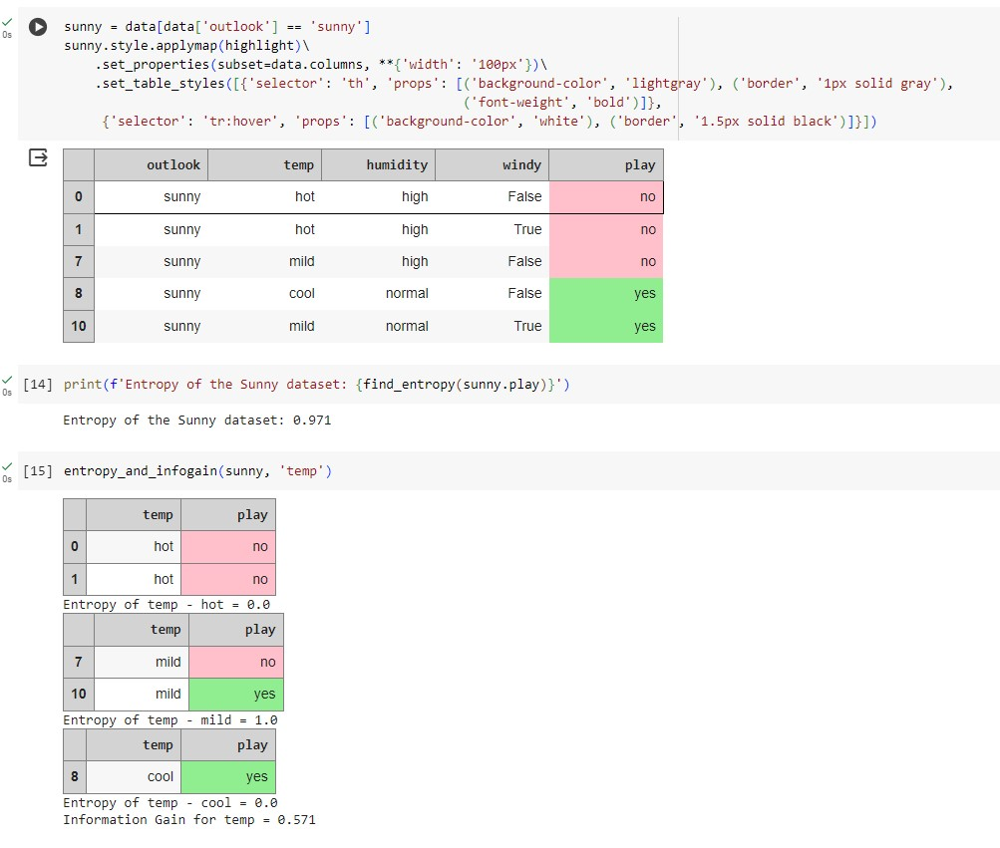 sunny = data[data['outlook'] == 'sunny']
0s
sunny.style.applymap(highlight)\
.set_properties(subset=data.columns, **{'width': '100px'})\
.set_table_styles([{'selector': 'th', 'props': [('background-color', 'lightgray'), ('border', '1px solid gray'),
('font-weight', 'bold')]},
{'selector': 'tr:hover', 'props': [('background-color', 'white'), ('border', '1.5px solid black')]}])
outlook temp humidity windy play
0 sunny hot high False no
1 sunny hot high True no
7 sunny mild high False no
8 sunny cool normal False yes
10 sunny mild normal True yes
[14] print(f'Entropy of the Sunny dataset: {find_entropy(sunny.play)}')
0s
Entropy of the Sunny dataset: 0.971
[15] entropy_and_infogain(sunny, 'temp')
0s
temp play
0 hot no
1 hot no
Entropy of temp - hot = 0.0
temp play
7 mild no
10 mild yes
Entropy of temp - mild = 1.0
temp play
8 cool yes
Entropy of temp - cool = 0.0
Information Gain for temp = 0.571